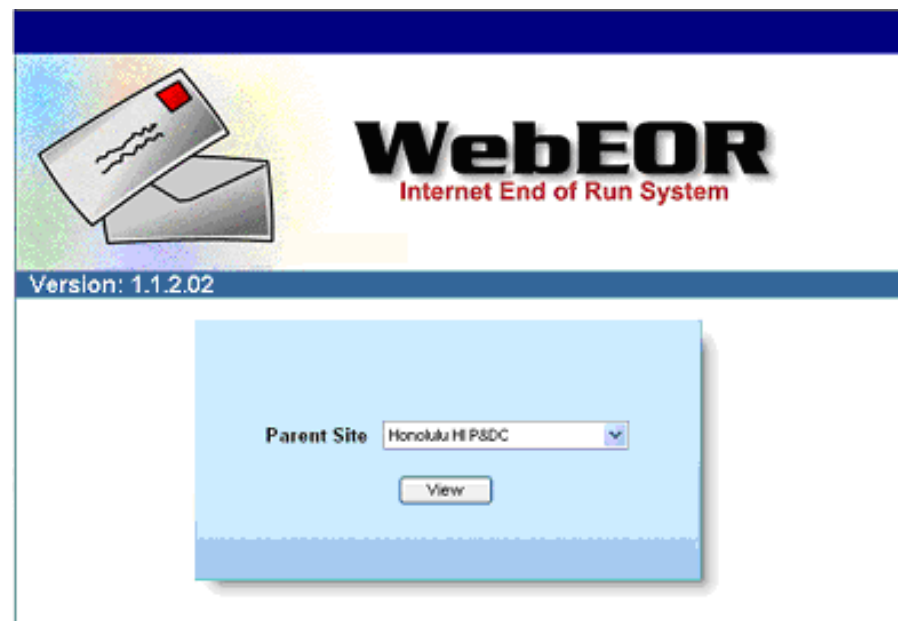 WebEOR
Internet End of Run System
Version: 1.1.2.02
Parent Site Honolulu HI P&DC
View